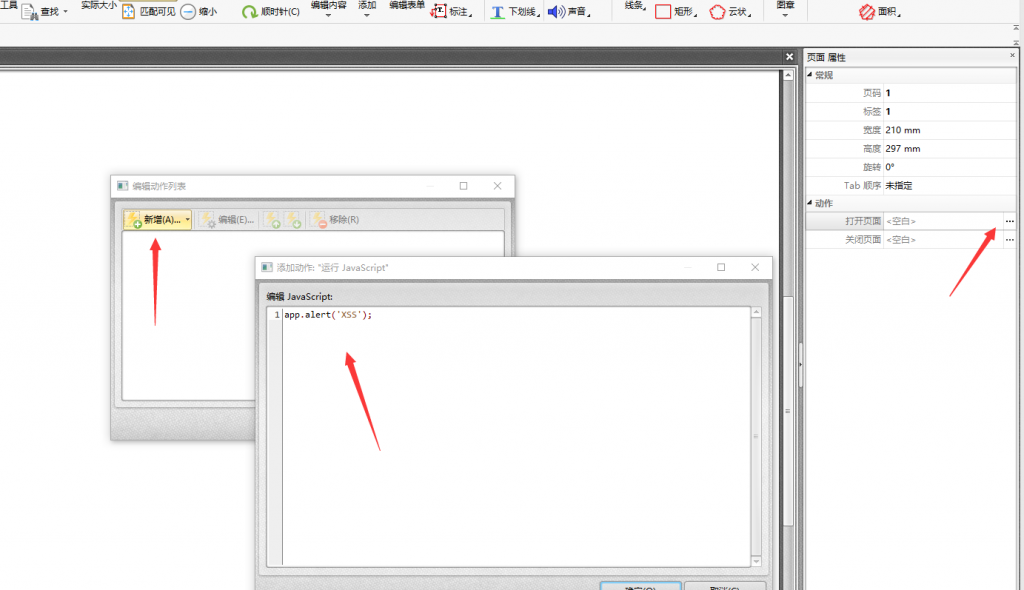 工具 查找 实际大小 匹配可见 缩小 顺时针(C) 编辑内容 添加 编辑表单 标注 下划线 声音 线条 矩形 云状 图章 面积
页面 属性
常规
页码 1
标签 1
宽度 210 mm
高度 297 mm
旋转 0°
Tab 顺序 未指定
动作
打开页面 <空白> ...
关闭页面 <空白> ...
编辑动作列表
新增(A)... 编辑(E)... 移除(R)
添加动作: "运行 JavaScript"
编辑 JavaScript:
1 app.alert('XSS');
确定(O) 取消(C)